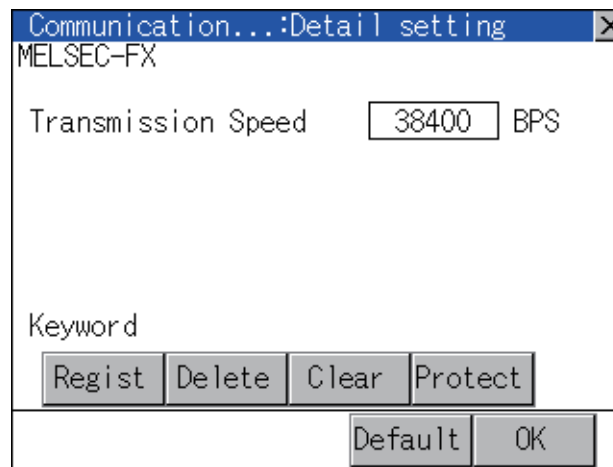 Communication...:Detail setting X
MELSEC-FX
Transmission Speed 38400 BPS
Keyword
Regist Delete Clear Protect
Default OK